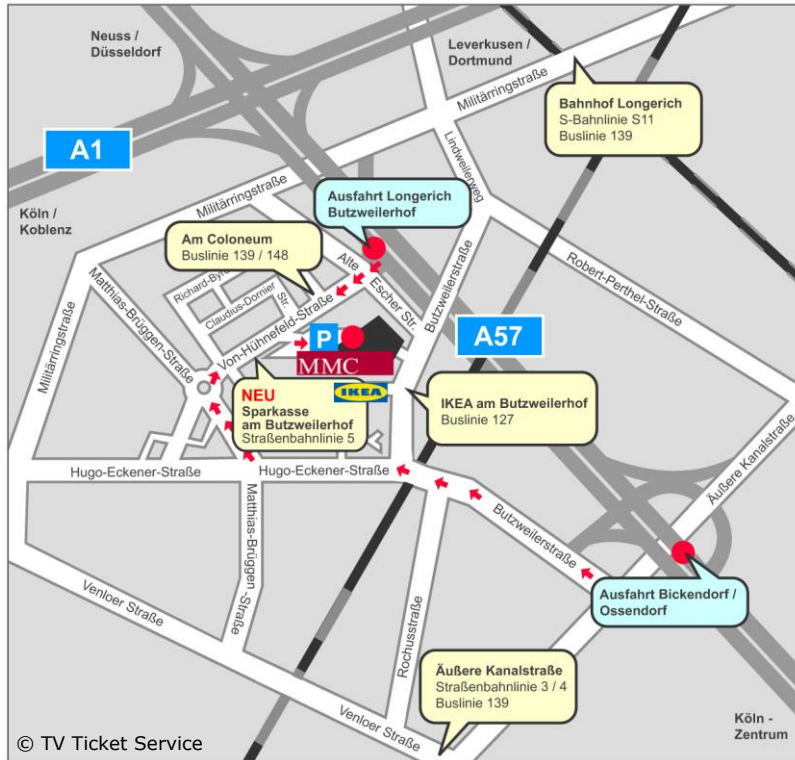 Neuss /
Düsseldorf
Leverkusen /
Dortmund
Militärringstraße
Bahnhof Longerich
S-Bahnlinie S11
Buslinie 139
A1
Lindweilerweg
Köln /
Koblenz
Militärringstraße
Ausfahrt Longerich
Butzweilerhof
Am Coloneum
Buslinie 139 / 148
Alte
Escher Str.
Butzweilerstraße
Robert-Perthel-Straße
Matthias-Brüggen-Straße
Claudius-Dornier
Str.
Von-Hühnefeld-Straße
Militärringstraße
P
A57
MMC
IKEA
NEU
Sparkasse
am Butzweilerhof
Straßenbahnlinie 5
IKEA am Butzweilerhof
Buslinie 127
Äußere Kanalstraße
Hugo-Eckener-Straße
Hugo-Eckener-Straße
Matthias-Brüggen-Straße
Butzweilerstraße
Ausfahrt Bickendorf /
Ossendorf
Venloer Straße
Rochusstraße
Äußere Kanalstraße
Straßenbahnlinie 3 / 4
Buslinie 139
Venloer Straße
Köln -
Zentrum
© TV Ticket Service